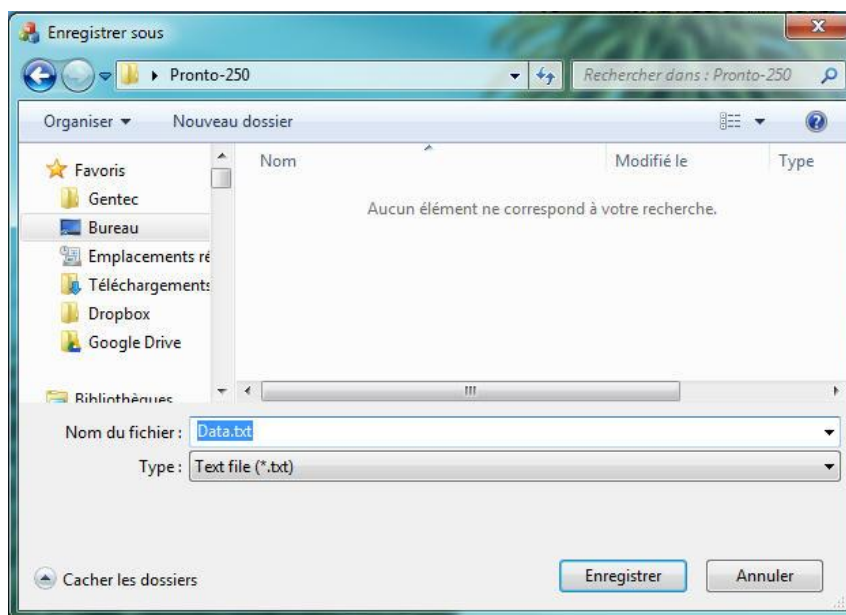 Enregistrer sous
Pronto-250
Rechercher dans : Pronto-250
Organiser
Nouveau dossier
Nom
Modifié le
Type
Favoris
Gentec
Bureau
Emplacements ré
Téléchargements
Dropbox
Google Drive
Bibliothèques
Aucun élément ne correspond à votre recherche.
Nom du fichier :
Data.txt
Type :
Text file (*.txt)
Cacher les dossiers
Enregistrer
Annuler